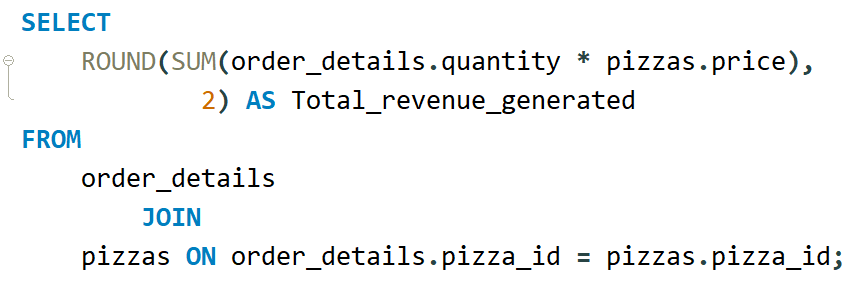 SELECT
ROUND(SUM(order_details.quantity * pizzas.price),
2) AS Total_revenue_generated
FROM
order_details
JOIN
pizzas ON order_details.pizza_id = pizzas.pizza_id;